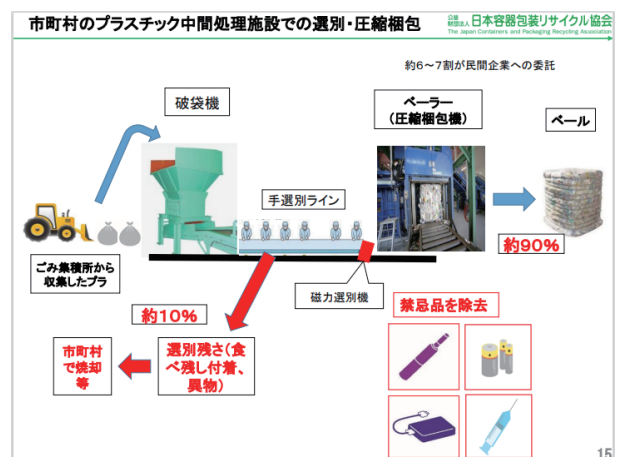 市町村のプラスチック中間処理施設での選別・圧縮梱包
公益財団法人 日本容器包装リサイクル協会
The Japan Containers and Packaging Recycling Association
約6～7割が民間企業への委託
破袋機
ベーラー
（圧縮梱包機）
ベール
手選別ライン
約90%
ごみ集積所から
収集したプラ
磁力選別機
約10%
禁忌品を除去
市町村
で焼却
等
選別残さ（食
べ残し付着、
異物）
15